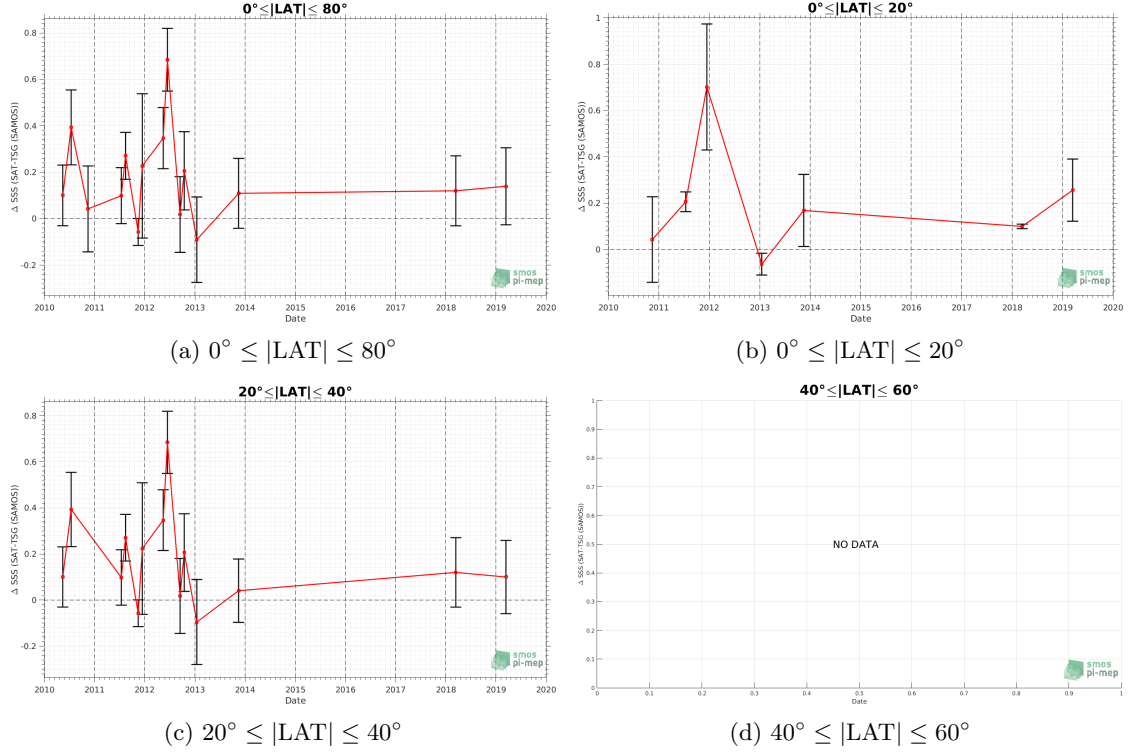 0°≤|LAT|≤ 80°
Δ SSS (SAT-TSG (SAMOS))
0.8
0.6
0.4
0.2
0
-0.2
2010 2011 2012 2013 2014 2015 2016 2017 2018 2019 2020
Date
smos
pi-mep
(a) 0° ≤ |LAT| ≤ 80°
0°≤|LAT|≤ 20°
Δ SSS (SAT-TSG (SAMOS))
1
0.8
0.6
0.4
0.2
0
2010 2011 2012 2013 2014 2015 2016 2017 2018 2019 2020
Date
smos
pi-mep
(b) 0° ≤ |LAT| ≤ 20°
20°≤|LAT|≤ 40°
Δ SSS (SAT-TSG (SAMOS))
0.8
0.6
0.4
0.2
0
-0.2
2010 2011 2012 2013 2014 2015 2016 2017 2018 2019 2020
Date
smos
pi-mep
(c) 20° ≤ |LAT| ≤ 40°
40°≤|LAT|≤ 60°
Δ SSS (SAT-TSG (SAMOS))
1
0.9
0.8
0.7
0.6
0.5
0.4
0.3
0.2
0.1
0
NO DATA
0 0.1 0.2 0.3 0.4 0.5 0.6 0.7 0.8 0.9 1
Date
smos
pi-mep
(d) 40° ≤ |LAT| ≤ 60°